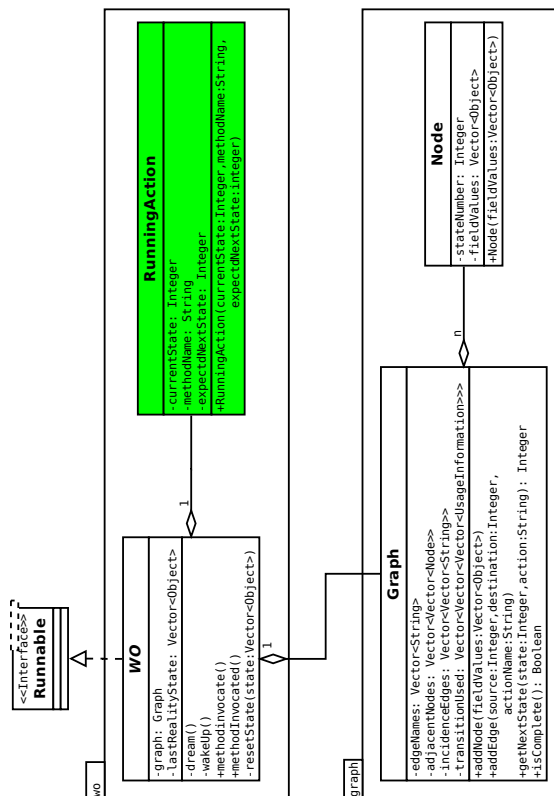 <<Interface>>
Runnable
wo
WO
-graph: Graph
-lastRealityState: Vector<Object>
-dream()
-wakeUp()
+methodinvocate()
+methodInvocated()
-resetState(state:Vector<Object>)
1
RunningAction
-currentState: Integer
-methodName: String
-expectdNextState: Integer
+RunningAction(currentState:Integer,methodName:String,
expectdNextState:integer)
1
graph
Graph
-edgeNames: Vector<String>
-adjacentNodes: Vector<Vector<Node>>
-incidenceEdges: Vector<Vector<String>>
-transitionUsed: Vector<Vector<Vector<UsageInformation>>>
+addNode(fieldValues:Vector<Object>)
+addEdge(source:Integer,destination:Integer,
actionName:String)
+getNextState(state:Integer,action:String): Integer
+isComplete(): Boolean
n
Node
-stateNumber: Integer
-fieldValues: Vector<Object>
+Node(fieldValues:Vector<Object>)